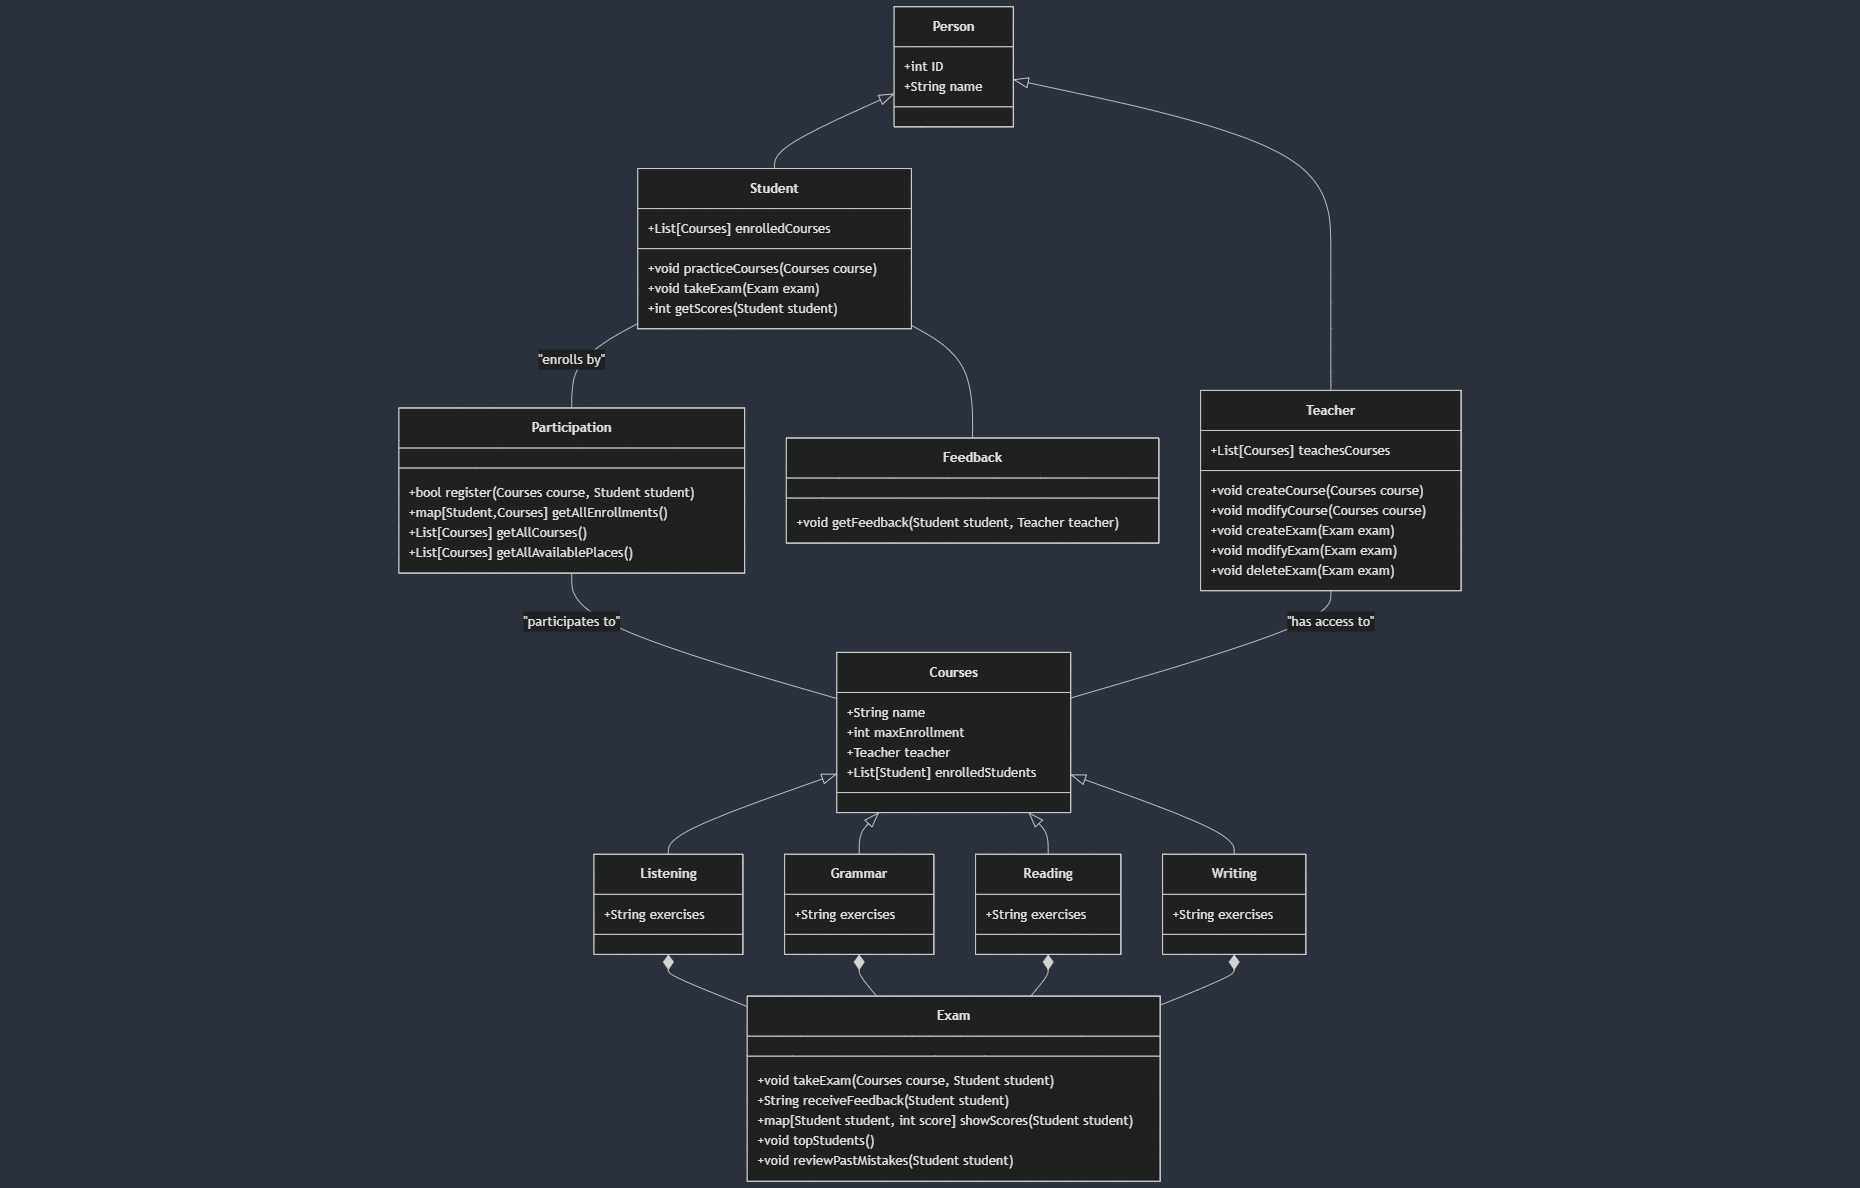 Person
+int ID
+String name
Student
+List[Courses] enrolledCourses
+void practiceCourses(Courses course)
+void takeExam(Exam exam)
+int getScores(Student student)
"enrolls by"
Participation
+bool register(Courses course, Student student)
+map[Student,Courses] getAllEnrollments()
+List[Courses] getAllCourses()
+List[Courses] getAllAvailablePlaces()
Feedback
+void getFeedback(Student student, Teacher teacher)
Teacher
+List[Courses] teachesCourses
+void createCourse(Courses course)
+void modifyCourse(Courses course)
+void createExam(Exam exam)
+void modifyExam(Exam exam)
+void deleteExam(Exam exam)
"participates to"
"has access to"
Courses
+String name
+int maxEnrollment
+Teacher teacher
+List[Student] enrolledStudents
Listening
+String exercises
Grammar
+String exercises
Reading
+String exercises
Writing
+String exercises
Exam
+void takeExam(Courses course, Student student)
+String receiveFeedback(Student student)
+map[Student student, int score] showScores(Student student)
+void topStudents()
+void reviewPastMistakes(Student student)